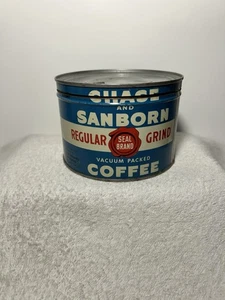 CHASE
AND
SANBORN
REGULAR SEAL BRAND GRIND
VACUUM PACKED
COFFEE